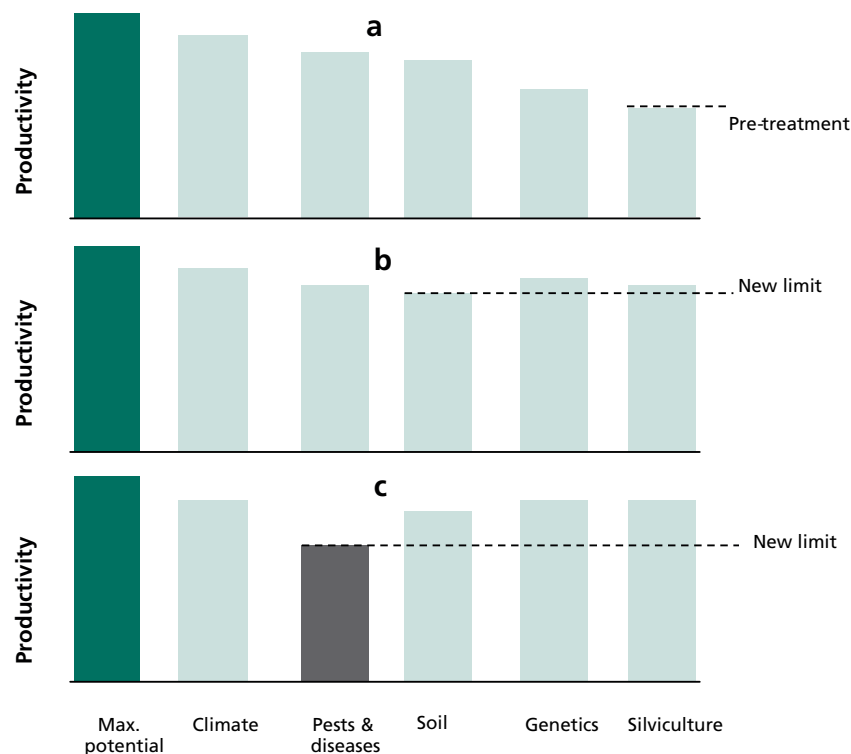 a
Productivity
Pre-treatment
b
Productivity
New limit
c
Productivity
New limit
Max.
potential
Climate
Pests &
diseases
Soil
Genetics
Silviculture